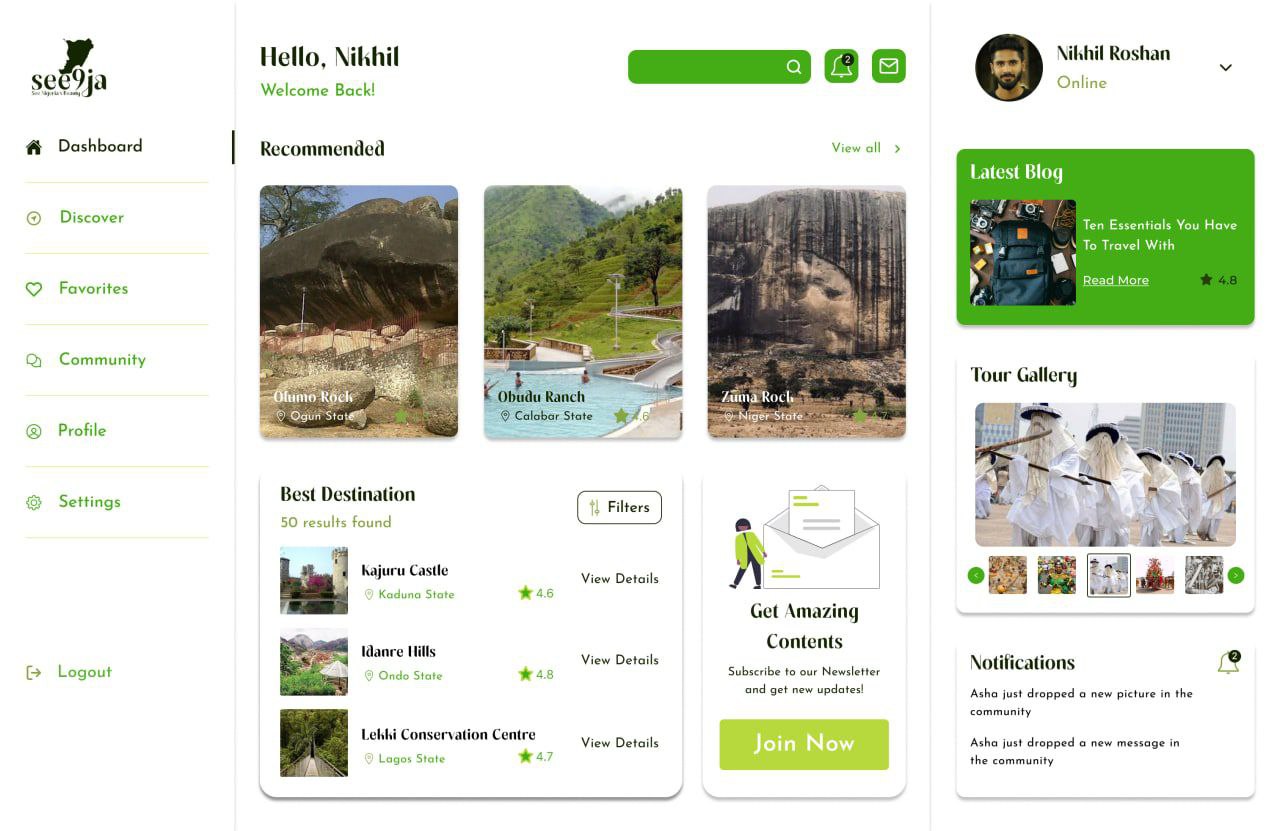 see9ja
See Nigeria's Beauty
Dashboard
Discover
Favorites
Community
Profile
Settings
Logout
Hello, Nikhil
Welcome Back!
2
Recommended
View all
Olumo Rock
Ogun State
Obudu Ranch
Calabar State
4.6
Zuma Rock
Niger State
4.7
Best Destination
50 results found
Filters
Kajuru Castle
Kaduna State
4.6
View Details
Idanre Hills
Ondo State
4.8
View Details
Lekki Conservation Centre
Lagos State
4.7
View Details
Get Amazing
Contents
Subscribe to our Newsletter
and get new updates!
Join Now
Nikhil Roshan
Online
Latest Blog
Ten Essentials You Have
To Travel With
Read More
4.8
Tour Gallery
Notifications
2
Asha just dropped a new picture in the
community
Asha just dropped a new message in
the community